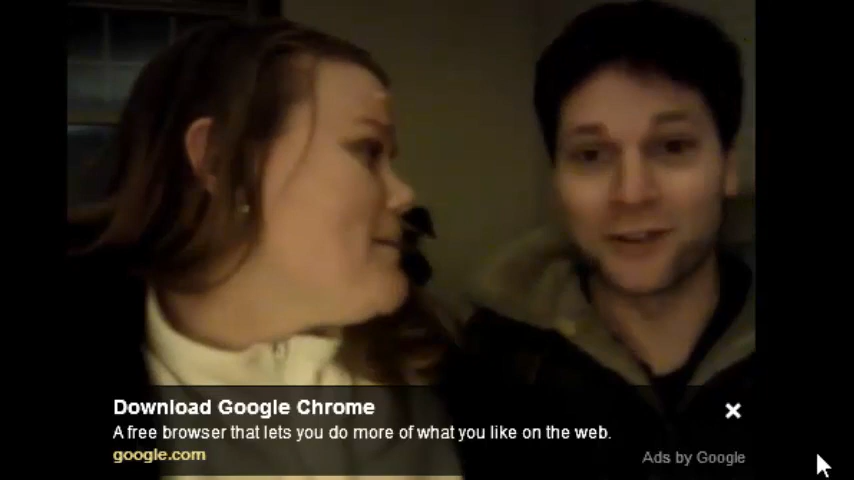 Download Google Chrome
A free browser that lets you do more of what you like on the web.
google.com
Ads by Google